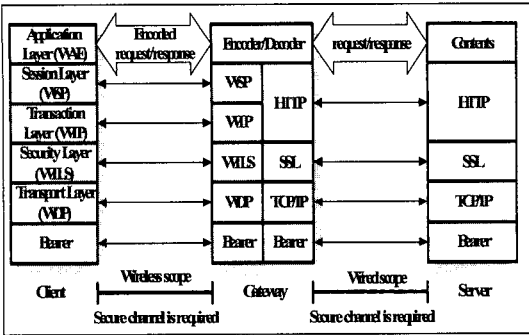 Application
Layer (WAE)
Encoded
request/response
Encoder/Decoder
request/response
Contents
Session Layer
(WSP)
WSP
HTTP
HTTP
Transaction
Layer (WTP)
WTP
Security Layer
(WTLS)
WTLS
SSL
SSL
Transport Layer
(WDP)
WDP
TCP/IP
TCP/IP
Bearer
Bearer
Bearer
Bearer
Client
Wireless scope
Secure channel is required
Gateway
Wired scope
Secure channel is required
Server